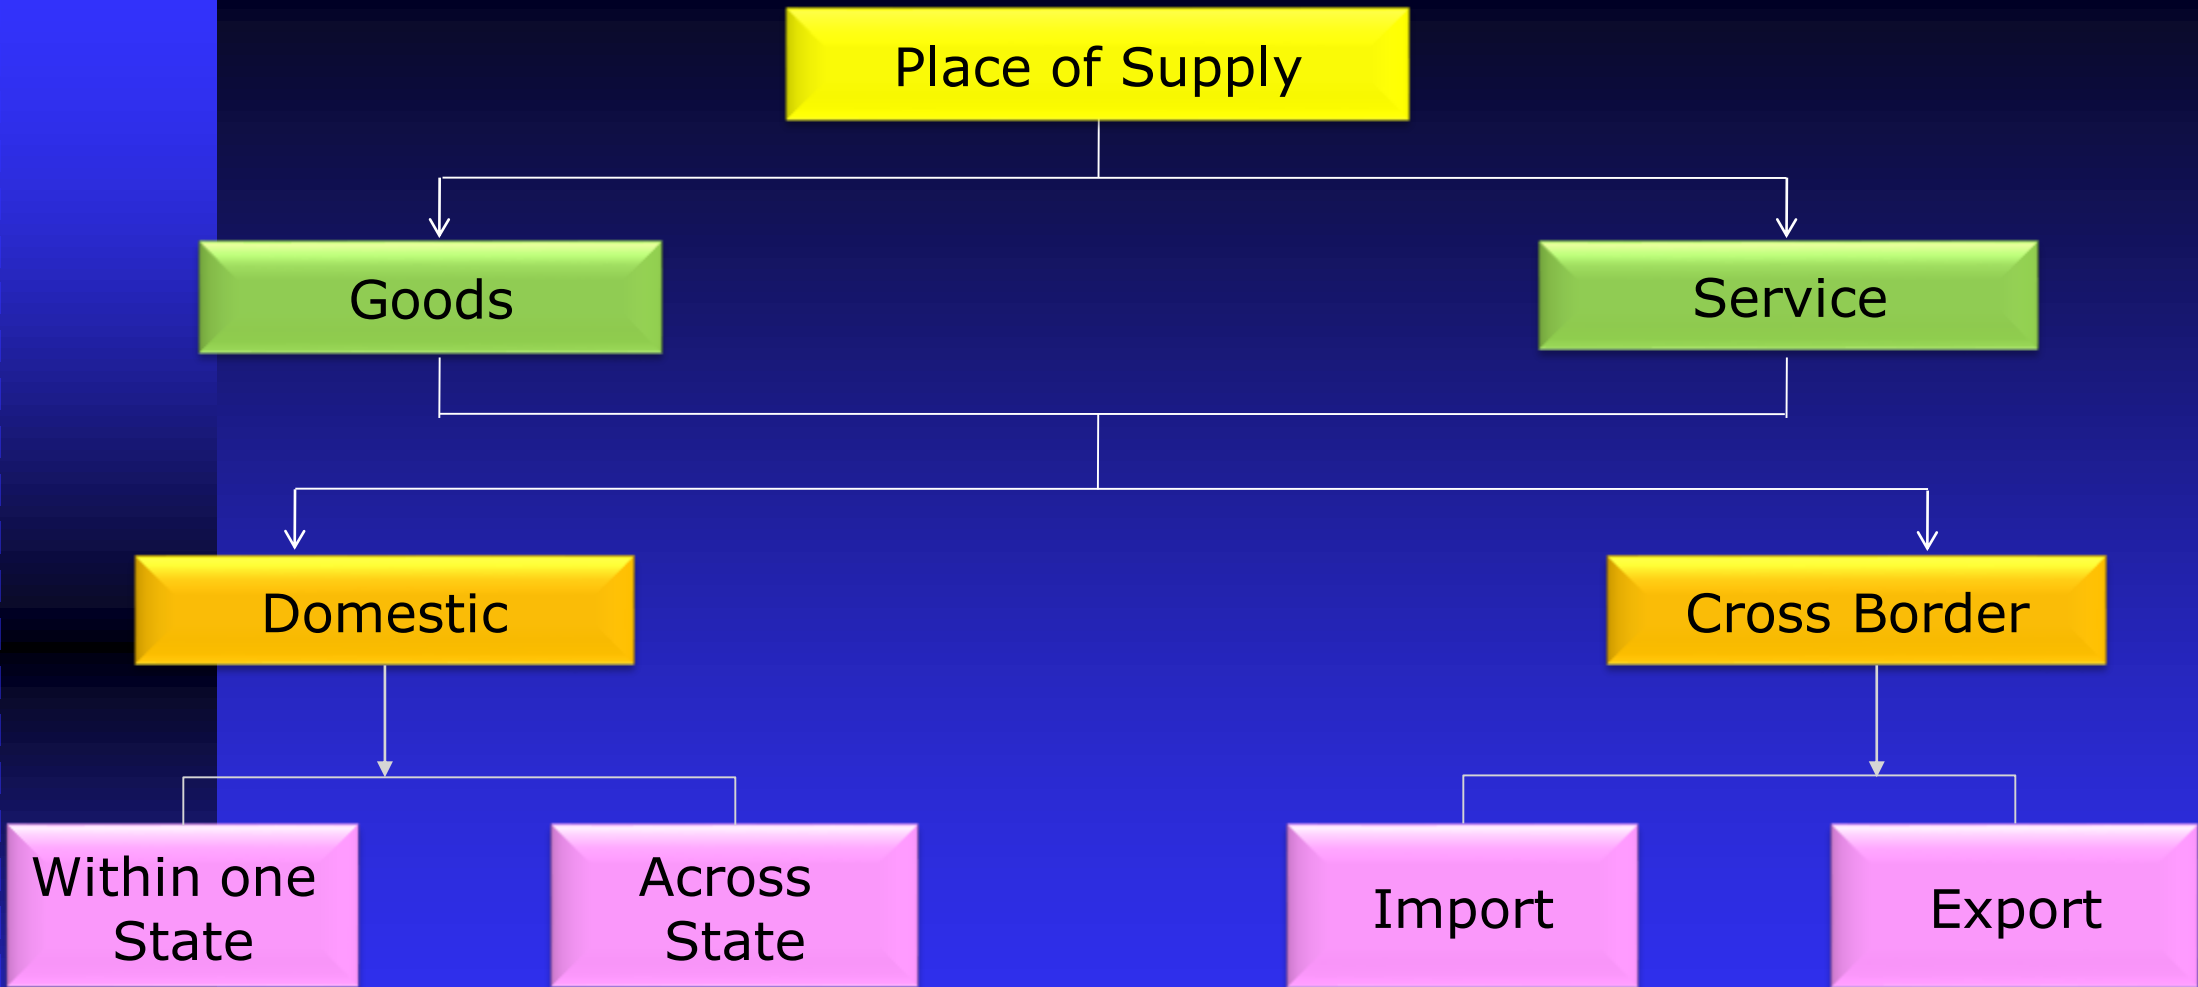 Place of Supply
Goods
Service
Domestic
Cross Border
Within one
State
Across
State
Import
Export